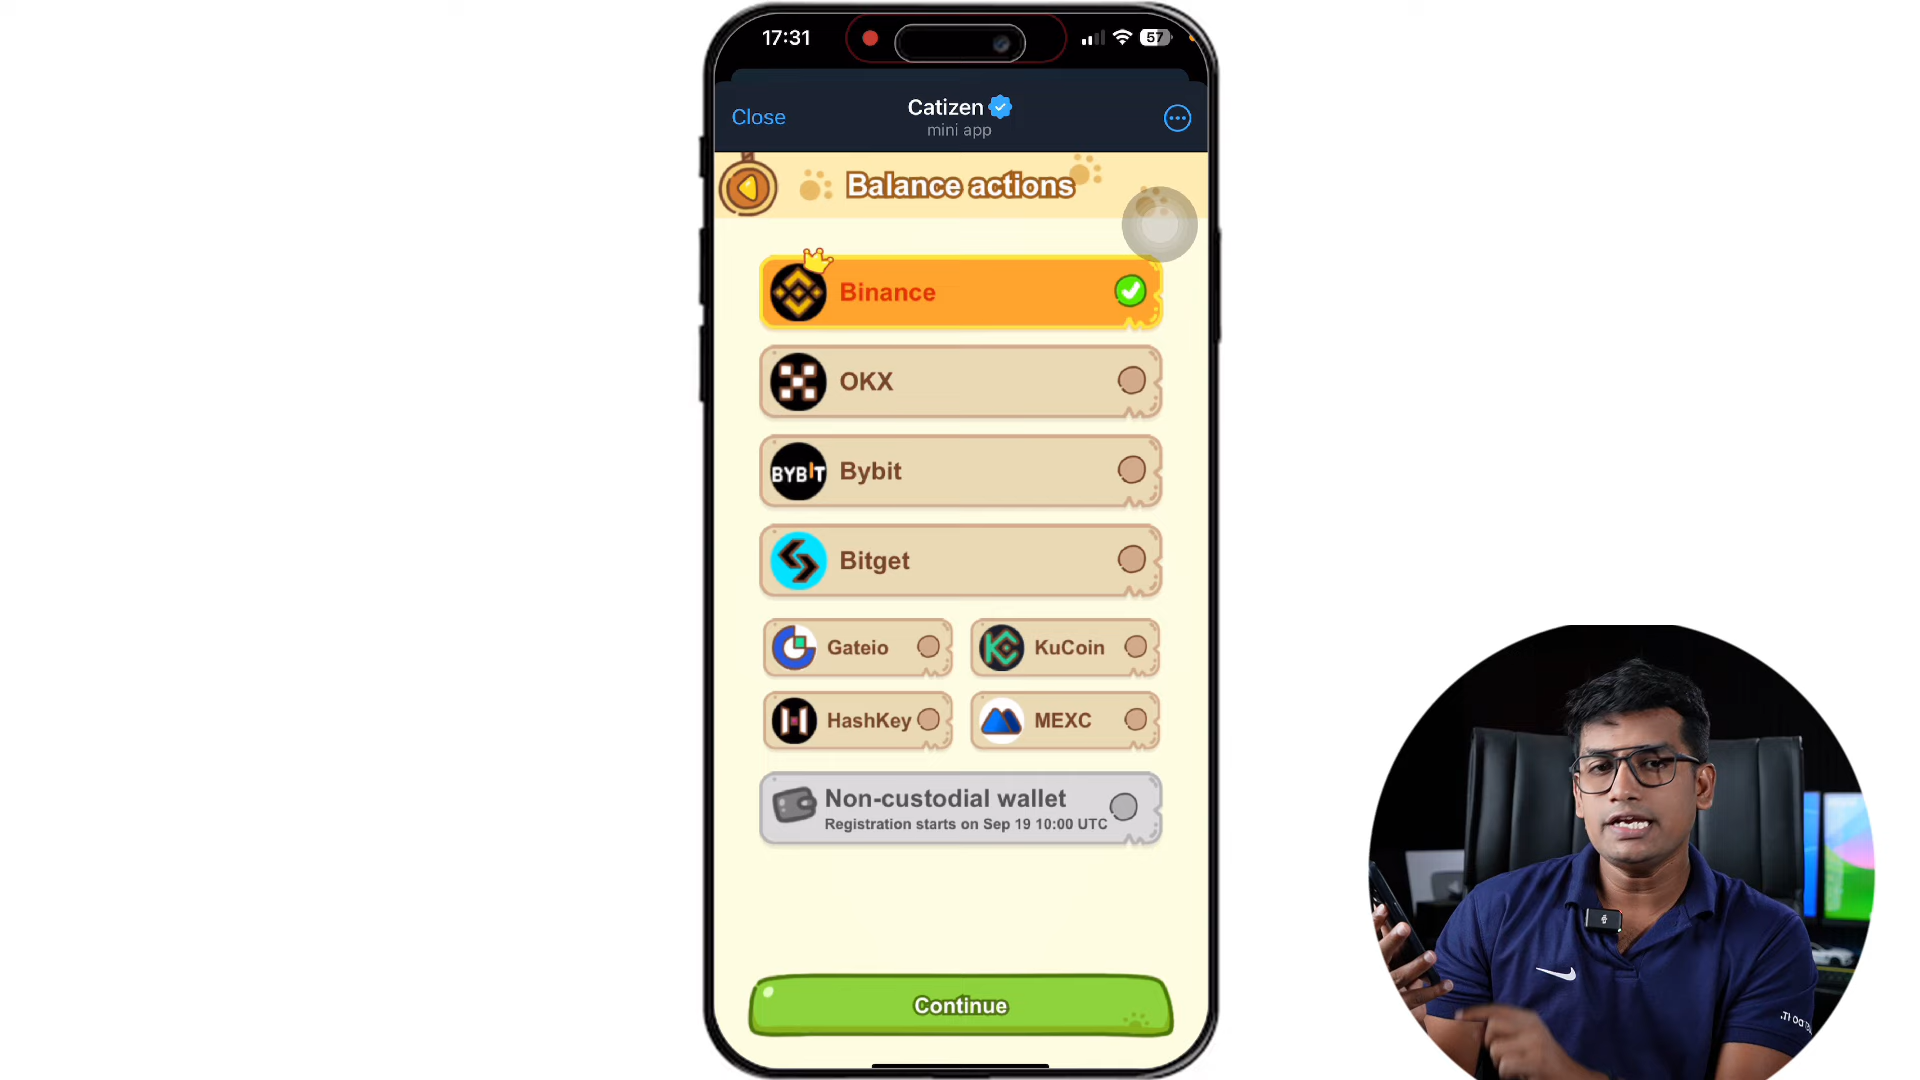 17:31
57
Close
Catizen
mini app
Balance actions
Binance
OKX
BYBIT
Bybit
Bitget
Gateio
KuCoin
HashKey
MEXC
Non-custodial wallet
Registration starts on Sep 19 10:00 UTC
Continue